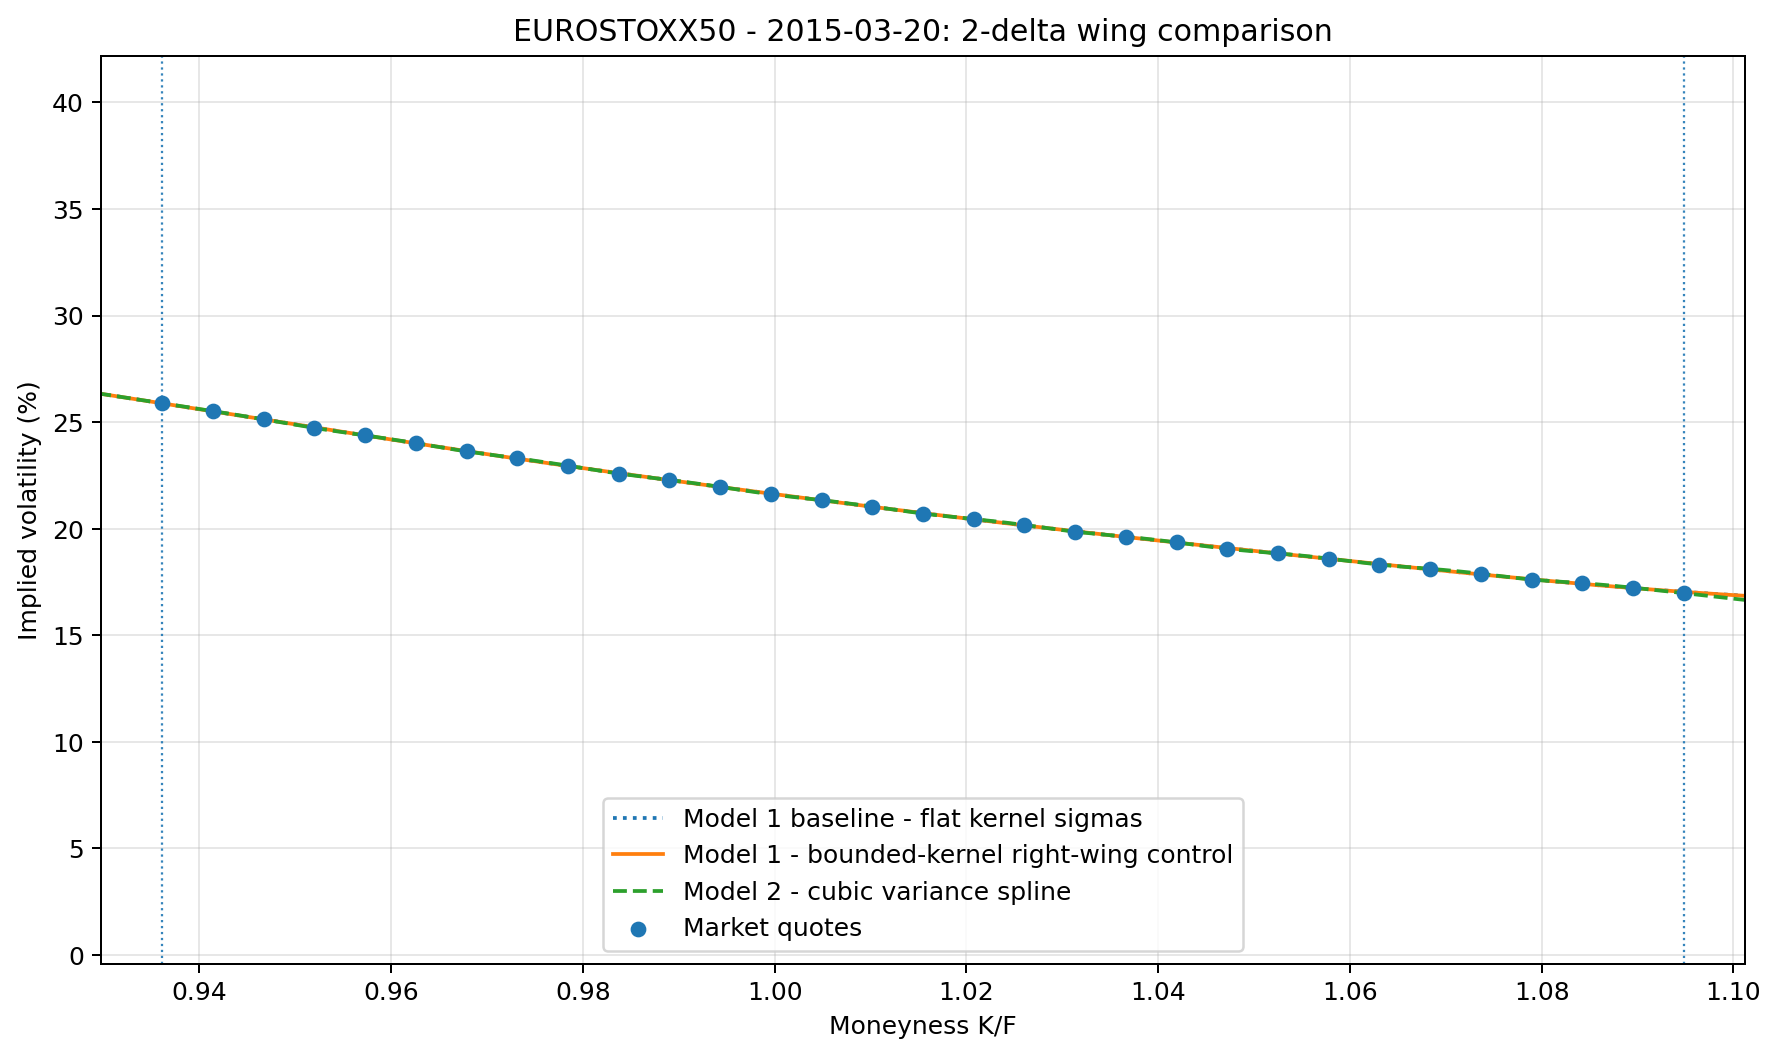 EUROSTOXX50 - 2015-03-20: 2-delta wing comparison
Implied volatility (%)
40
35
30
25
20
15
10
5
0
Model 1 baseline - flat kernel sigmas
Model 1 - bounded-kernel right-wing control
Model 2 - cubic variance spline
Market quotes
0.94 0.96 0.98 1.00 1.02 1.04 1.06 1.08 1.10
Moneyness K/F